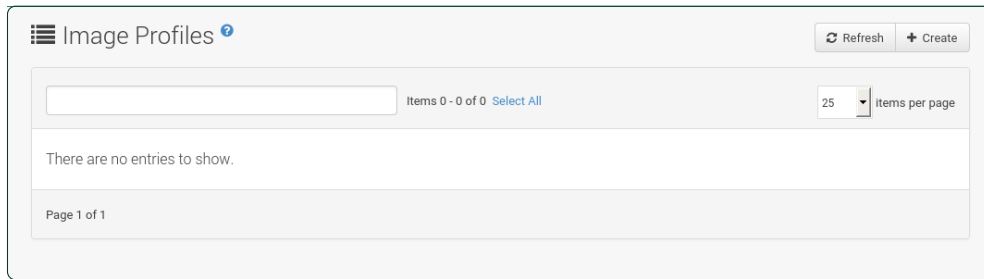 Image Profiles ?
Refresh + Create
Items 0 - 0 of 0 Select All 25 items per page
There are no entries to show.
Page 1 of 1